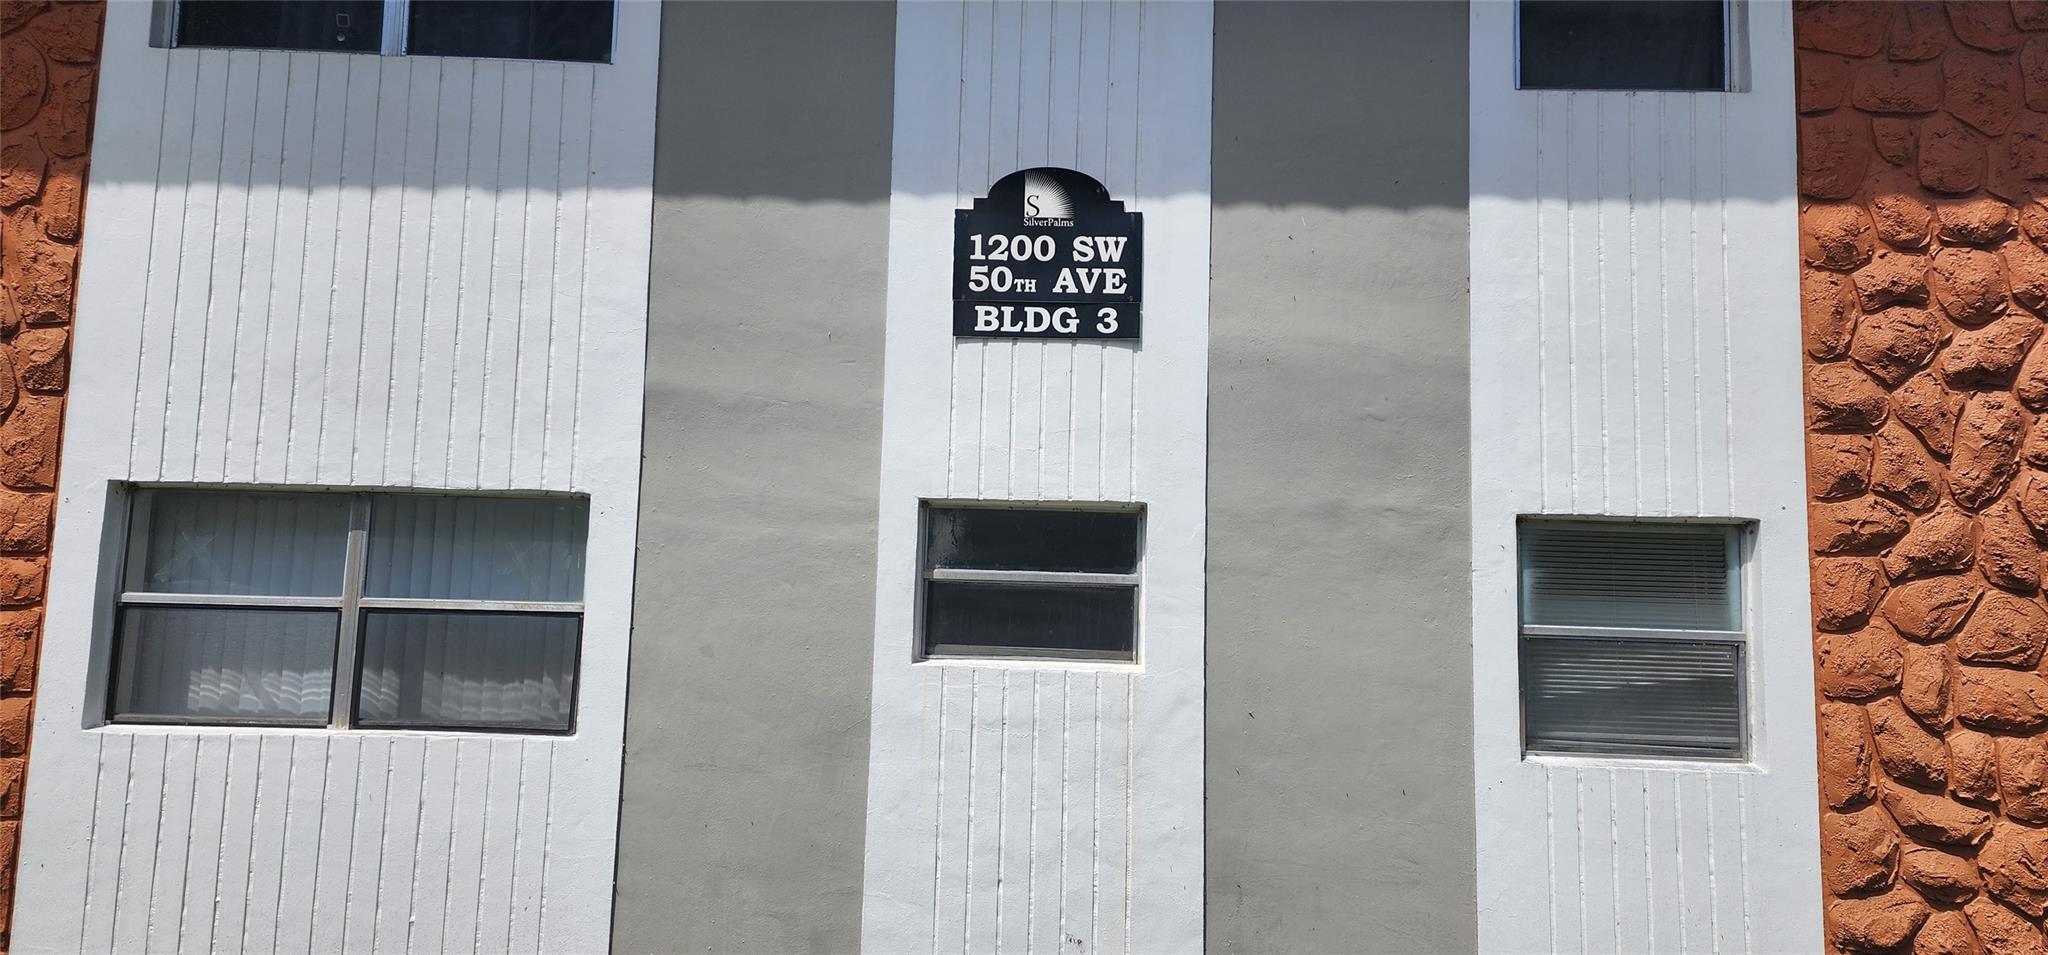 S
SilverPalms
1200 SW
50TH AVE
BLDG 3